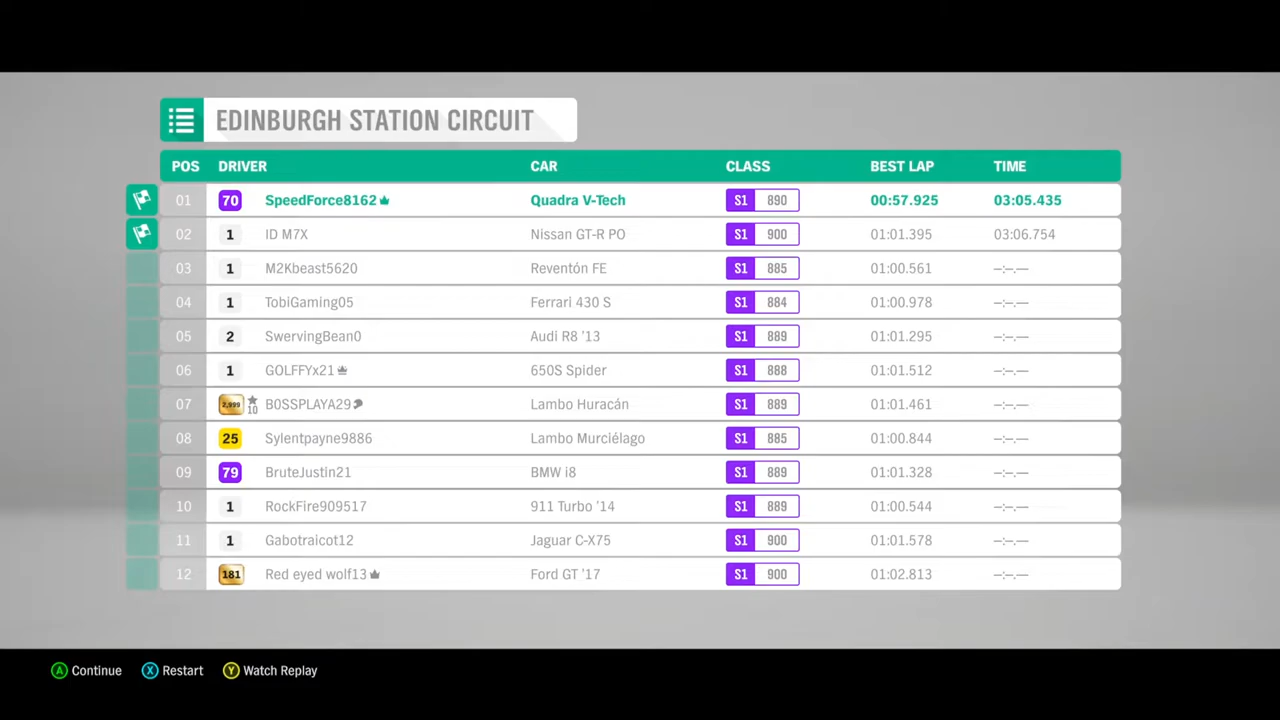 EDINBURGH STATION CIRCUIT
POS DRIVER CAR CLASS BEST LAP TIME
01 70 SpeedForce8162 Quadra V-Tech S1 890 00:57.925 03:05.435
02 1 ID M7X Nissan GT-R PO S1 900 01:01.395 03:06.754
03 1 M2Kbeast5620 Reventón FE S1 885 01:00.561 --:--.---
04 1 TobiGaming05 Ferrari 430 S S1 884 01:00.978 --:--.---
05 2 SwervingBean0 Audi R8 '13 S1 889 01:01.295 --:--.---
06 1 GOLFFYx21 650S Spider S1 888 01:01.512 --:--.---
07 2,999 10 B0SSPLAYA29 Lambo Huracán S1 889 01:01.461 --:--.---
08 25 Sylentpayne9886 Lambo Murciélago S1 885 01:00.844 --:--.---
09 79 BruteJustin21 BMW i8 S1 889 01:01.328 --:--.---
10 1 RockFire909517 911 Turbo '14 S1 889 01:00.544 --:--.---
11 1 Gabotraicot12 Jaguar C-X75 S1 900 01:01.578 --:--.---
12 181 Red eyed wolf13 Ford GT '17 S1 900 01:02.813 --:--.---
A Continue X Restart Y Watch Replay